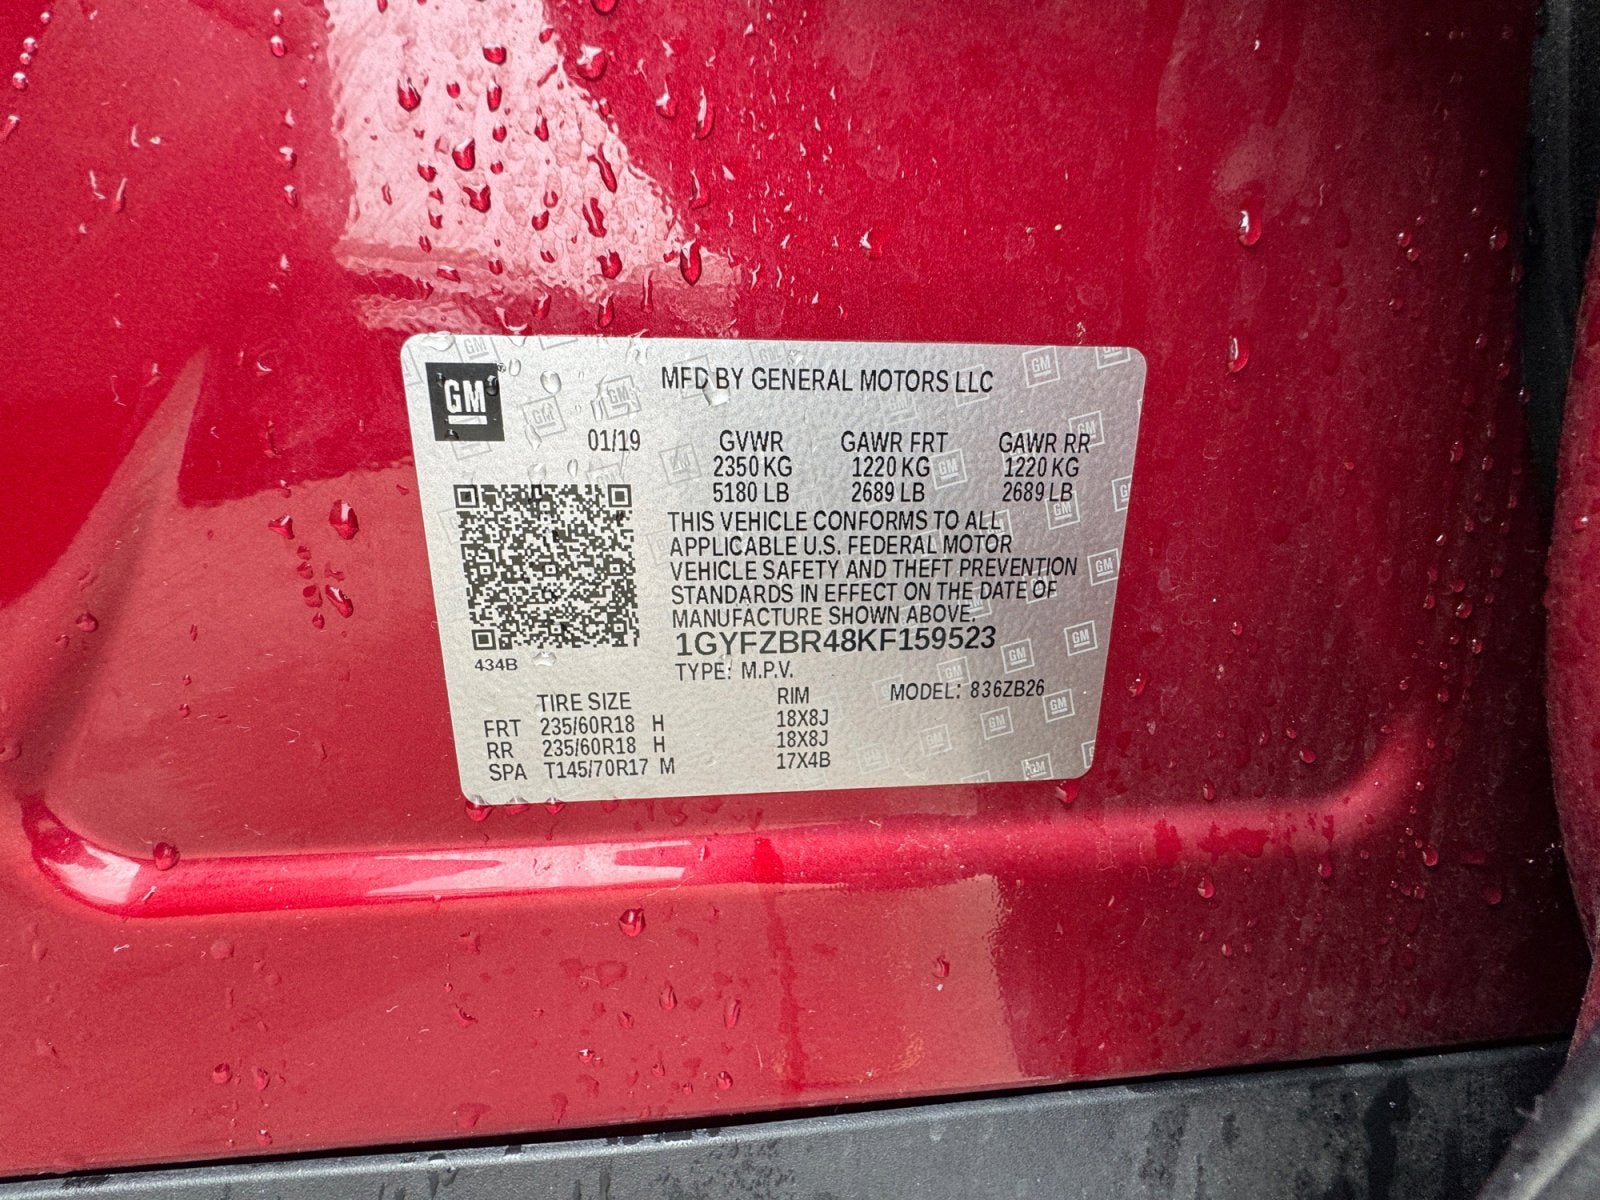 GM
MFD BY GENERAL MOTORS LLC
01/19 GVWR GAWR FRT GAWR RR
2350 KG 1220 KG 1220 KG
5180 LB 2689 LB 2689 LB
THIS VEHICLE CONFORMS TO ALL
APPLICABLE U.S. FEDERAL MOTOR
VEHICLE SAFETY AND THEFT PREVENTION
STANDARDS IN EFFECT ON THE DATE OF
MANUFACTURE SHOWN ABOVE.
1GYFZBR48KF159523
434B
TYPE: M.P.V.
MODEL: 836ZB26
TIRE SIZE RIM
FRT 235/60R18 H 18X8J
RR 235/60R18 H 18X8J
SPA T145/70R17 M 17X4B